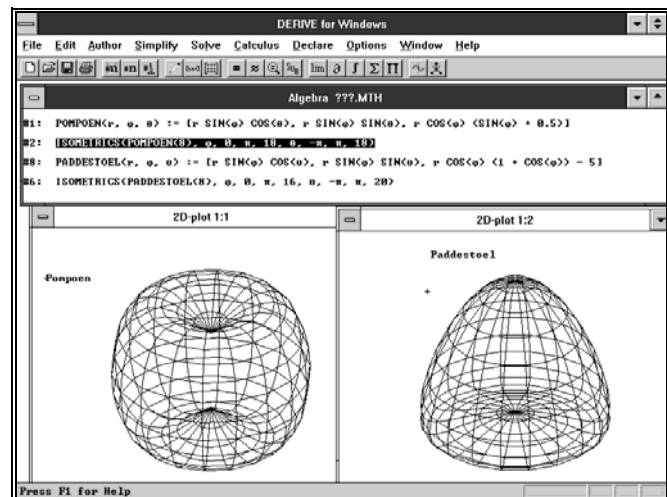 DERIVE for Windows
File Edit Author Simplify Solve Calculus Declare Options Window Help
Algebra ???.MTH
#1: POMPOEN(r, φ, θ) := [r SIN(φ) COS(θ), r SIN(φ) SIN(θ), r COS(φ) (SIN(φ) + 0.5)]
#2: ISOMETRICS(POMPOEN(8), φ, 0, π, 18, θ, -π, π, 18)
#8: PADDESTOEL(r, φ, θ) := [r SIN(φ) COS(θ), r SIN(φ) SIN(θ), r COS(φ) (1 + COS(φ)) - 5]
#6: ISOMETRICS(PADDESTOEL(8), φ, 0, π, 16, θ, -π, π, 20)
2D-plot 1:1
2D-plot 1:2
Pompoen
Paddestoel
Press F1 for Help